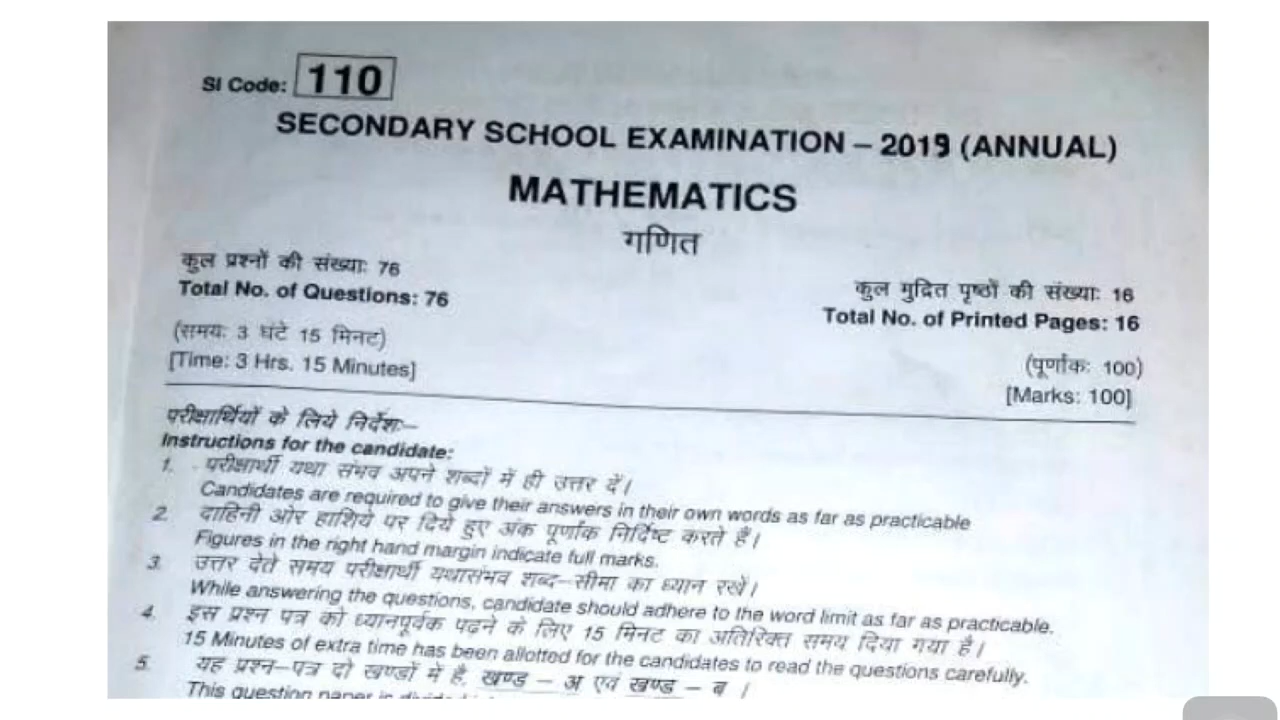 SI Code: 110
SECONDARY SCHOOL EXAMINATION – 2019 (ANNUAL)
MATHEMATICS
गणित
कुल प्रश्नों की संख्याः 76
Total No. of Questions: 76
कुल मुद्रित पृष्ठों की संख्याः 16
Total No. of Printed Pages: 16
(समयः 3 घंटे 15 मिनट)
[Time: 3 Hrs. 15 Minutes]
(पूर्णांकः 100)
[Marks: 100]
परीक्षार्थियों के लिये निर्देशः–
Instructions for the candidate:
1. परीक्षार्थी यथा संभव अपने शब्दों में ही उत्तर दें।
Candidates are required to give their answers in their own words as far as practicable
2. दाहिनी ओर हाशिये पर दिये हुए अंक पूर्णांक निर्दिष्ट करते हैं।
Figures in the right hand margin indicate full marks.
3. उत्तर देते समय परीक्षार्थी यथासंभव शब्द–सीमा का ध्यान रखें।
While answering the questions, candidate should adhere to the word limit as far as practicable.
4. इस प्रश्न पत्र को ध्यानपूर्वक पढ़ने के लिए 15 मिनट का अतिरिक्त समय दिया गया है।
15 Minutes of extra time has been allotted for the candidates to read the questions carefully.
5. यह प्रश्न–पत्र दो खण्डों में है, खण्ड – अ एवं खण्ड – ब ।
This question paper is